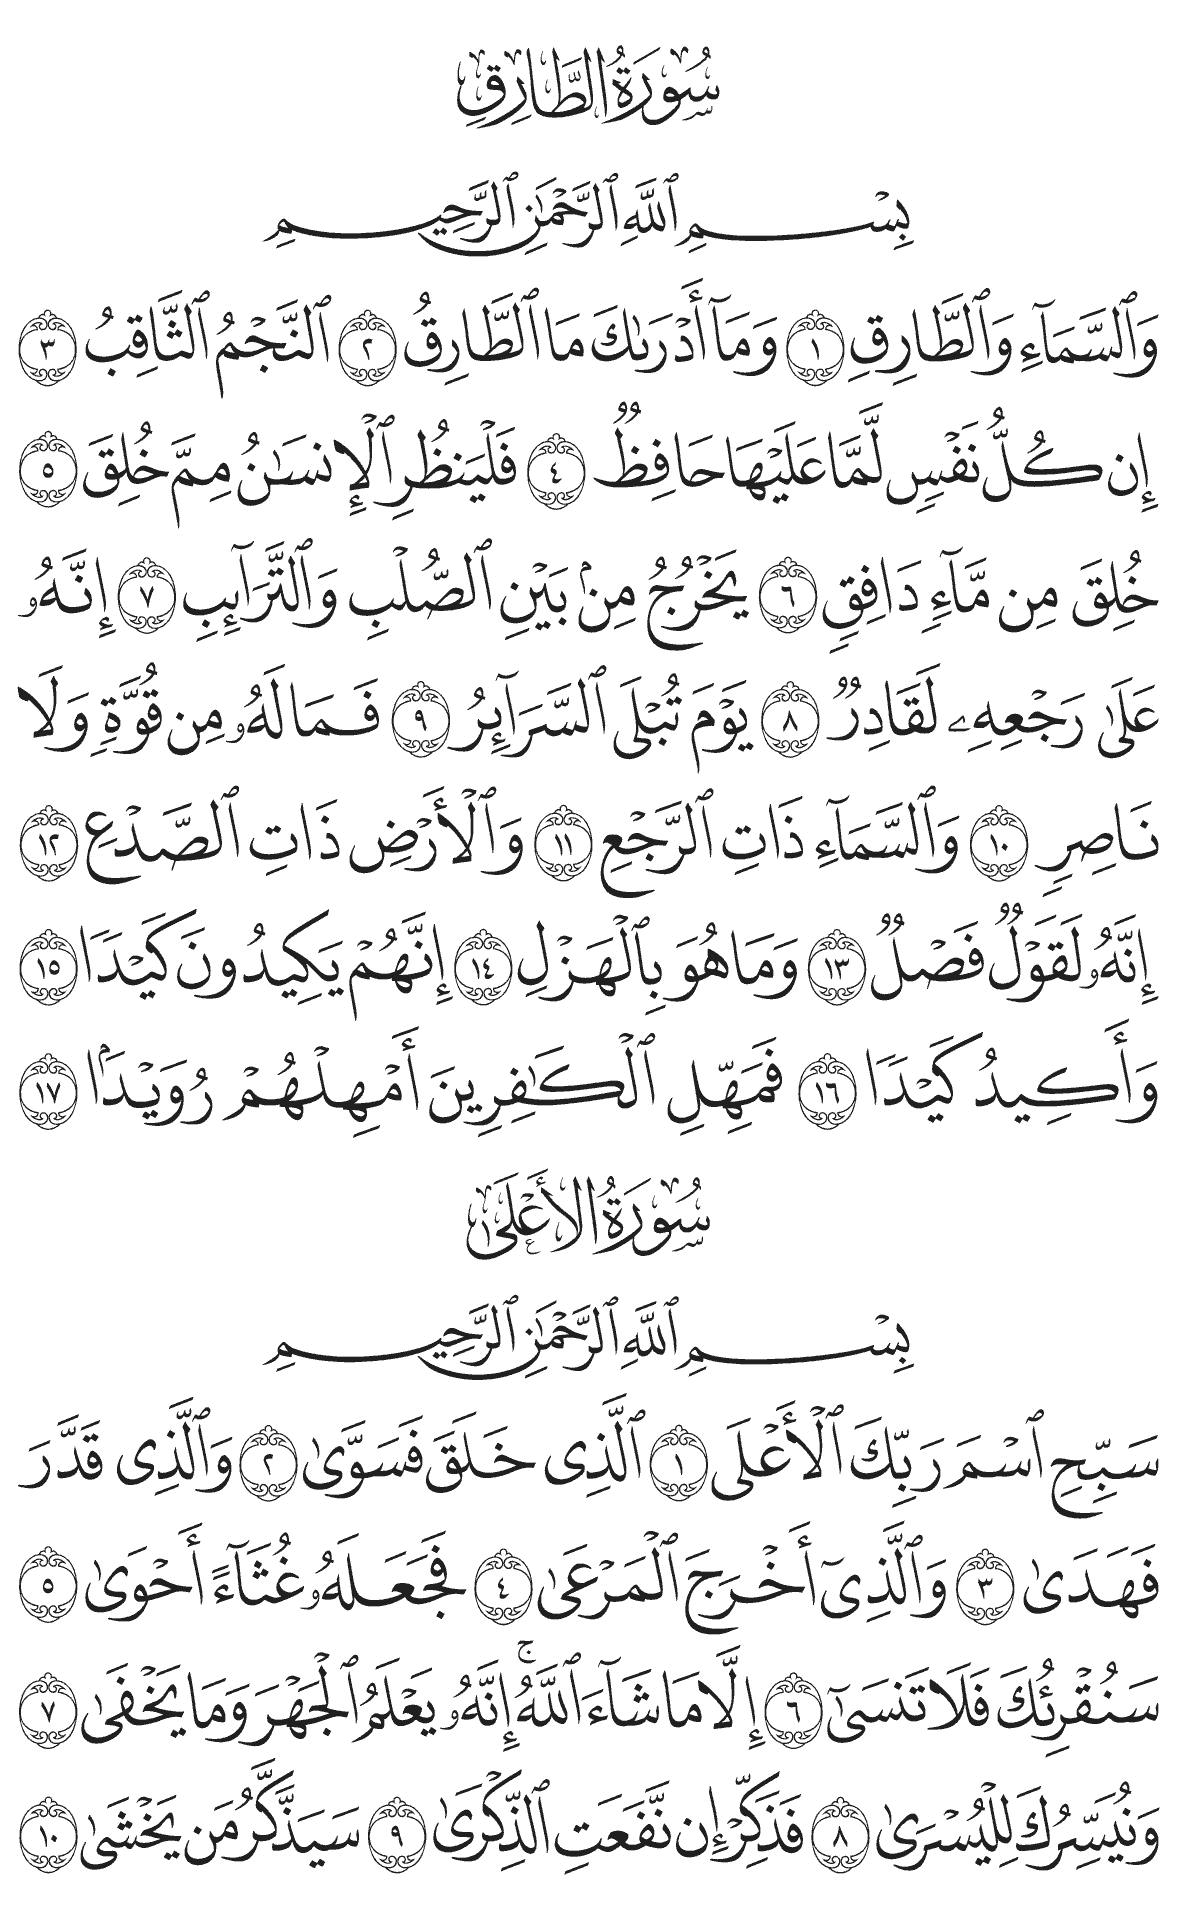 سُورَةُ الطَّارِقِ
بِسْمِ ٱللَّهِ ٱلرَّحْمَٰنِ ٱلرَّحِيمِ
وَٱلسَّمَآءِ وَٱلطَّارِقِ ١ وَمَآ أَدْرَىٰكَ مَا ٱلطَّارِقُ ٢ ٱلنَّجْمُ ٱلثَّاقِبُ ٣
إِن كُلُّ نَفْسٍ لَّمَّا عَلَيْهَا حَافِظٌ ٤ فَلْيَنظُرِ ٱلْإِنسَٰنُ مِمَّ خُلِقَ ٥
خُلِقَ مِن مَّآءٍ دَافِقٍ ٦ يَخْرُجُ مِنۢ بَيْنِ ٱلصُّلْبِ وَٱلتَّرَآئِبِ ٧ إِنَّهُۥ
عَلَىٰ رَجْعِهِۦ لَقَادِرٌ ٨ يَوْمَ تُبْلَى ٱلسَّرَآئِرُ ٩ فَمَا لَهُۥ مِن قُوَّةٍ وَلَا
نَاصِرٍ ١٠ وَٱلسَّمَآءِ ذَاتِ ٱلرَّجْعِ ١١ وَٱلْأَرْضِ ذَاتِ ٱلصَّدْعِ ١٢
إِنَّهُۥ لَقَوْلٌ فَصْلٌ ١٣ وَمَا هُوَ بِٱلْهَزْلِ ١٤ إِنَّهُمْ يَكِيدُونَ كَيْدًا ١٥
وَأَكِيدُ كَيْدًا ١٦ فَمَهِّلِ ٱلْكَٰفِرِينَ أَمْهِلْهُمْ رُوَيْدًۢا ١٧
سُورَةُ الأَعْلَىٰ
بِسْمِ ٱللَّهِ ٱلرَّحْمَٰنِ ٱلرَّحِيمِ
سَبِّحِ ٱسْمَ رَبِّكَ ٱلْأَعْلَى ١ ٱلَّذِى خَلَقَ فَسَوَّىٰ ٢ وَٱلَّذِى قَدَّرَ
فَهَدَىٰ ٣ وَٱلَّذِىٓ أَخْرَجَ ٱلْمَرْعَىٰ ٤ فَجَعَلَهُۥ غُثَآءً أَحْوَىٰ ٥
سَنُقْرِئُكَ فَلَا تَنسَىٰٓ ٦ إِلَّا مَا شَآءَ ٱللَّهُ ۚ إِنَّهُۥ يَعْلَمُ ٱلْجَهْرَ وَمَا يَخْفَىٰ ٧
وَنُيَسِّرُكَ لِلْيُسْرَىٰ ٨ فَذَكِّرْ إِن نَّفَعَتِ ٱلذِّكْرَىٰ ٩ سَيَذَّكَّرُ مَن يَخْشَىٰ ١٠